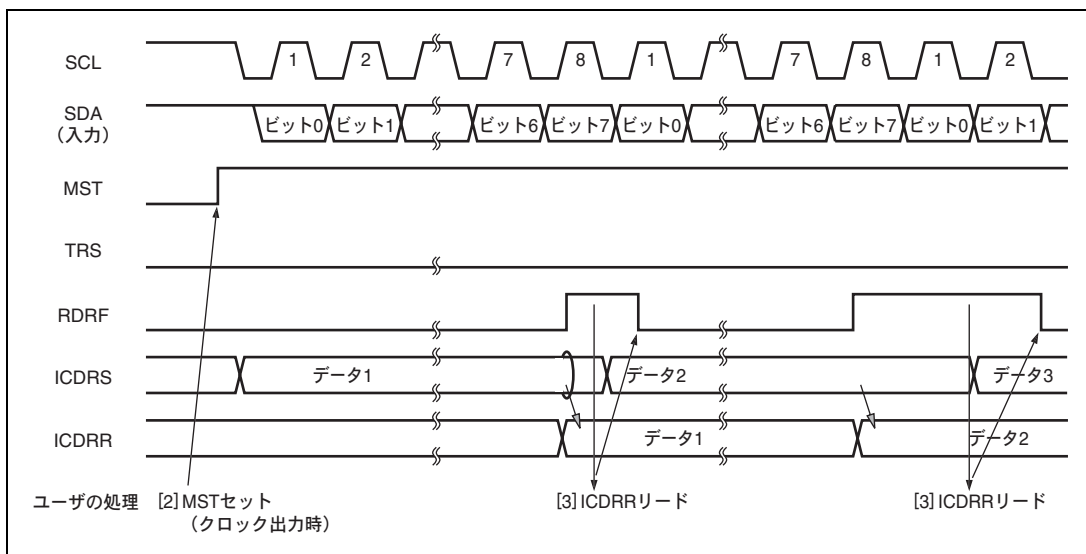 SCL 1 2 7 8 1 7 8 1 2
SDA ビット0 ビット1 ビット6 ビット7 ビット0 ビット6 ビット7 ビット0 ビット1
（入力）
MST
TRS
RDRF
ICDRS データ1 データ2 データ3
ICDRR データ1 データ2
ユーザの処理 [2] MSTセット [3] ICDRRリード [3] ICDRRリード
（クロック出力時）